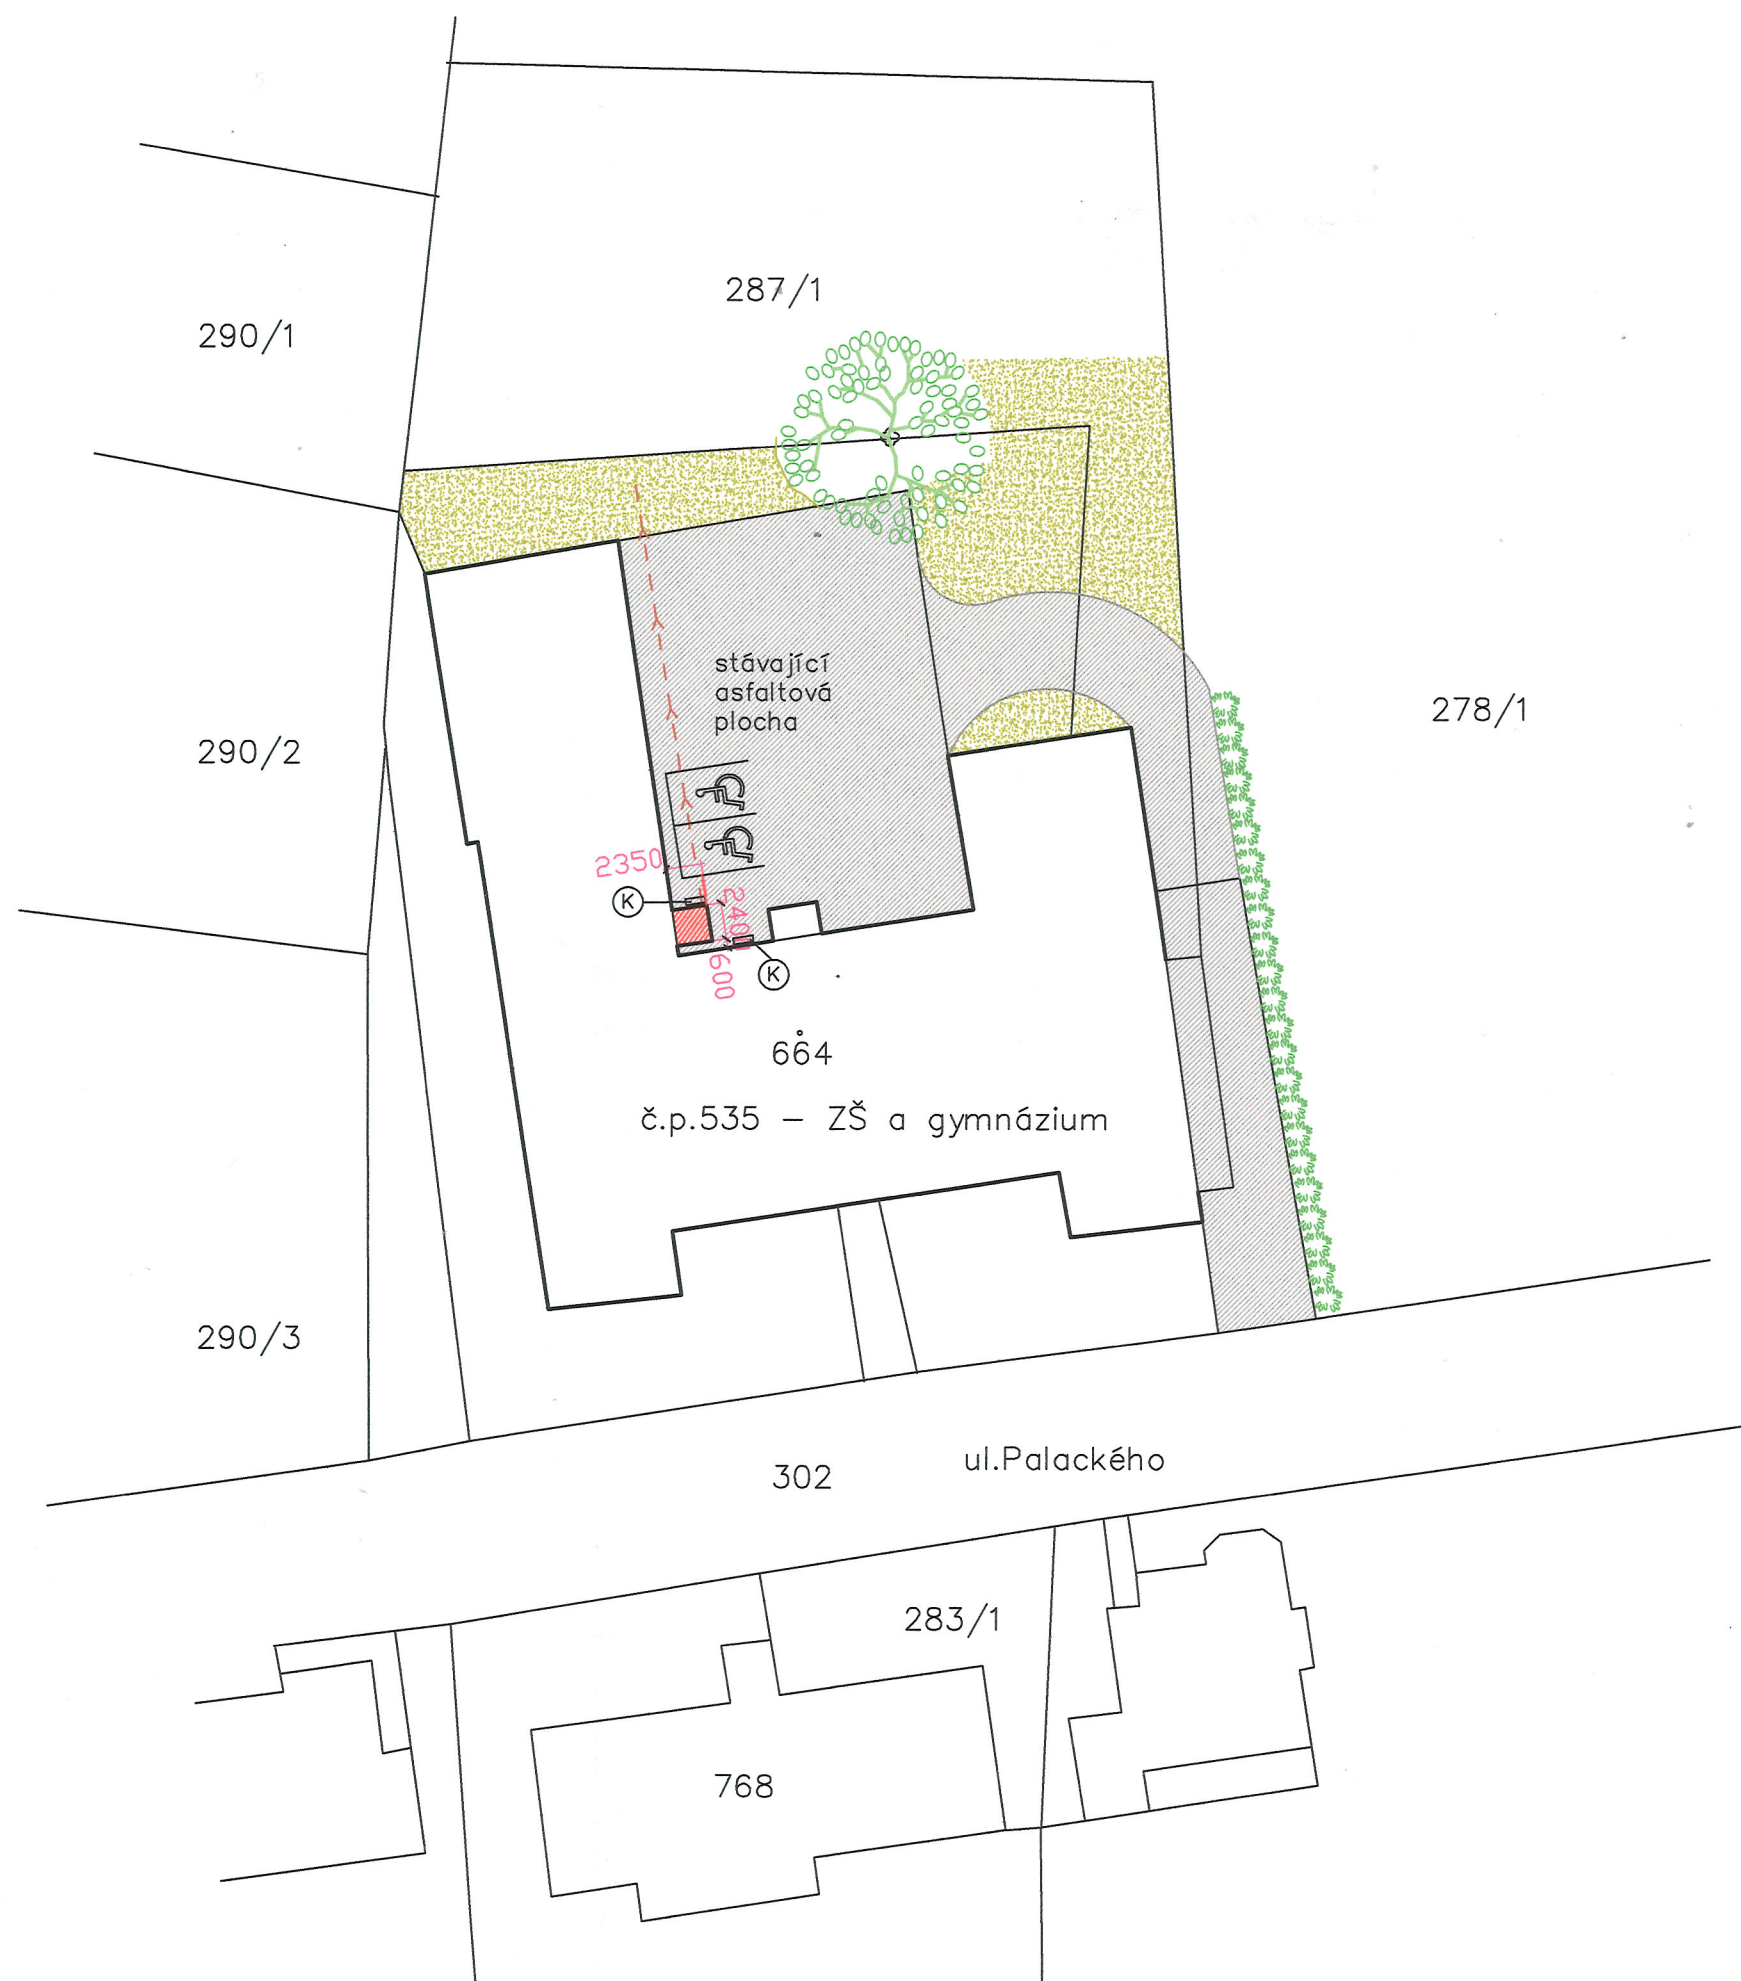 287/1
290/1
stávající
asfaltová
plocha
278/1
290/2
2350
K
2400
600
K
664
č.p.535 – ZŠ a gymnázium
290/3
ul.Palackého
302
283/1
768